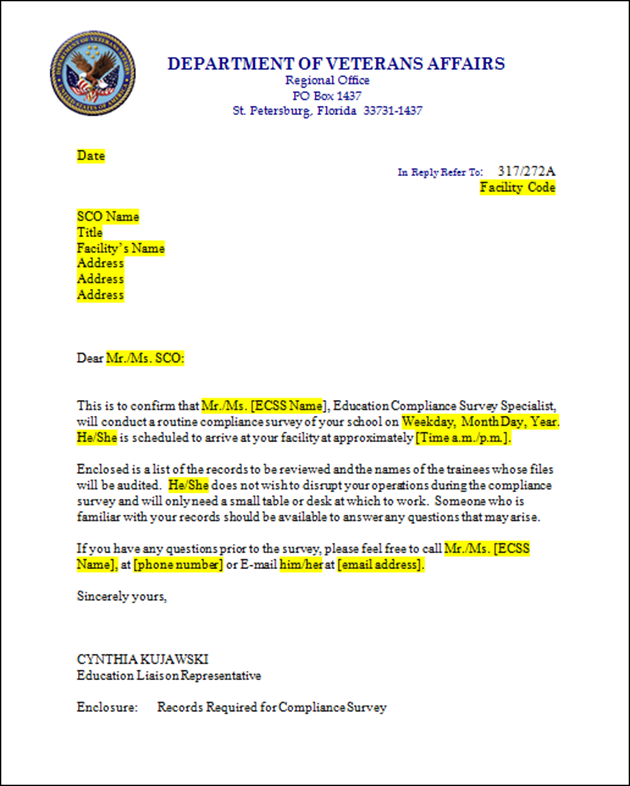 DEPARTMENT OF VETERANS AFFAIRS
Regional Office
PO Box 1437
St. Petersburg, Florida 33731-1437
Date
In Reply Refer To: 317/272A
Facility Code
SCO Name
Title
Facility's Name
Address
Address
Address
Dear Mr./Ms. SCO:
This is to confirm that Mr./Ms. [ECSS Name], Education Compliance Survey Specialist,
will conduct a routine compliance survey of your school on Weekday, Month Day, Year.
He/She is scheduled to arrive at your facility at approximately [Time a.m./p.m.].
Enclosed is a list of the records to be reviewed and the names of the trainees whose files
will be audited. He/She does not wish to disrupt your operations during the compliance
survey and will only need a small table or desk at which to work. Someone who is
familiar with your records should be available to answer any questions that may arise.
If you have any questions prior to the survey, please feel free to call Mr./Ms. [ECSS
Name], at [phone number] or E-mail him/her at [email address].
Sincerely yours,
CYNTHIA KUJAWSKI
Education Liaison Representative
Enclosure: Records Required for Compliance Survey